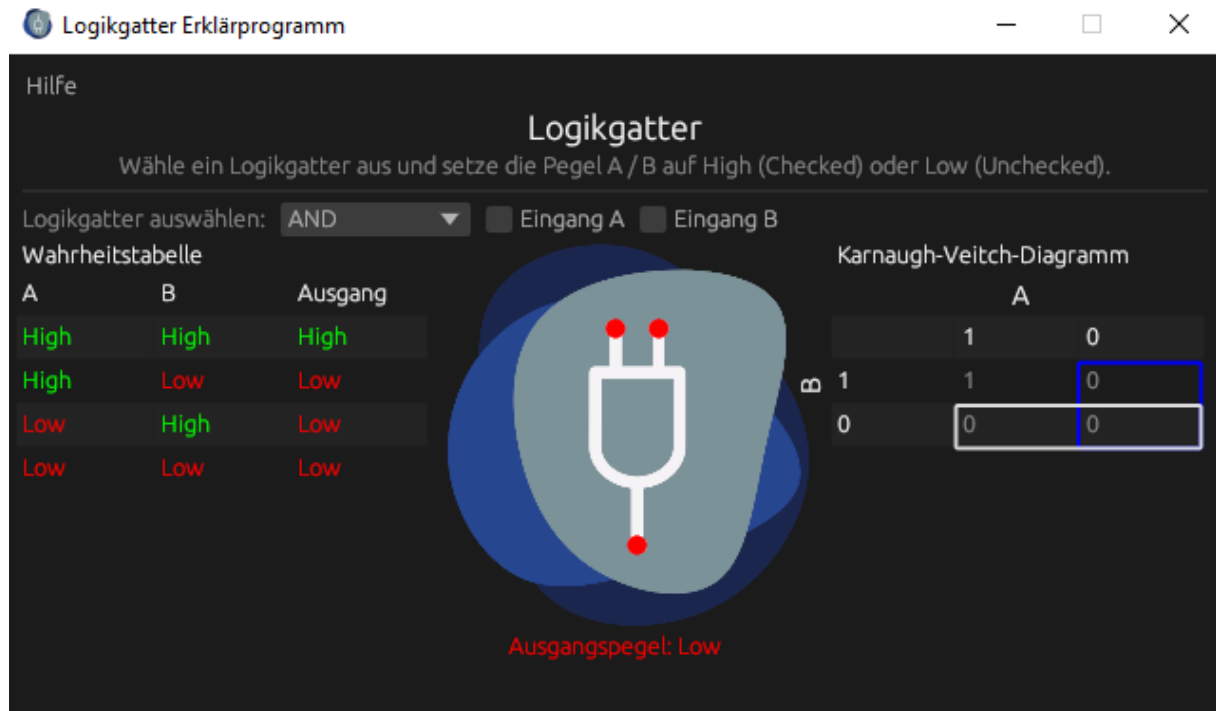 Logikgatter Erklärprogramm
Hilfe
Logikgatter
Wähle ein Logikgatter aus und setze die Pegel A / B auf High (Checked) oder Low (Unchecked).
Logikgatter auswählen: AND Eingang A Eingang B
Wahrheitstabelle
A B Ausgang
High High High
High Low Low
Low High Low
Low Low Low
Karnaugh-Veitch-Diagramm
A
1 0
B 1 1 0
0 0 0
Ausgangspegel: Low